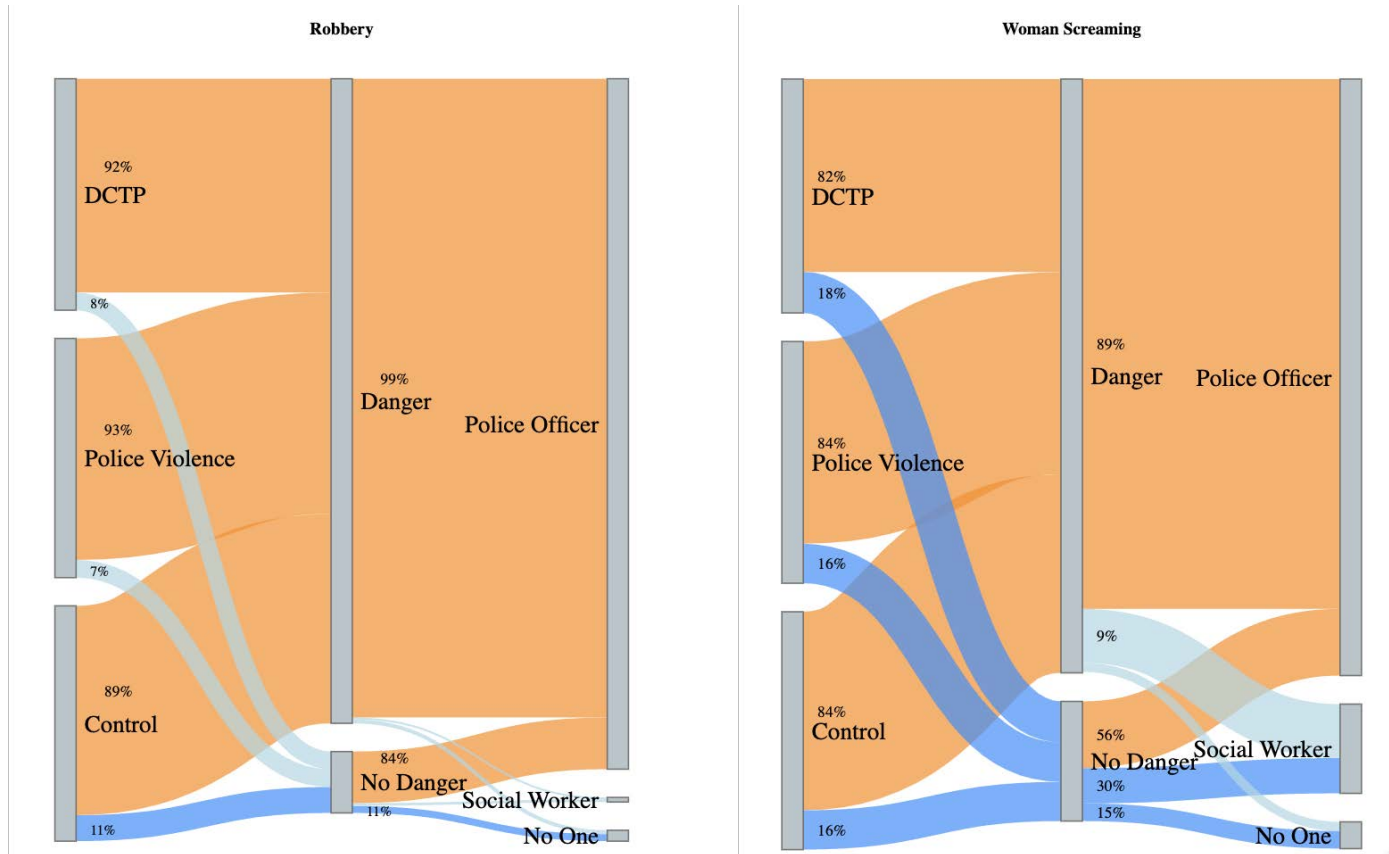 Robbery
92%
DCTP
8%
93%
Police Violence
7%
89%
Control
11%
99%
Danger
84%
No Danger
11%
Police Officer
Social Worker
No One
Woman Screaming
82%
DCTP
18%
84%
Police Violence
16%
84%
Control
16%
89%
Danger
9%
56%
No Danger
30%
15%
Police Officer
Social Worker
No One